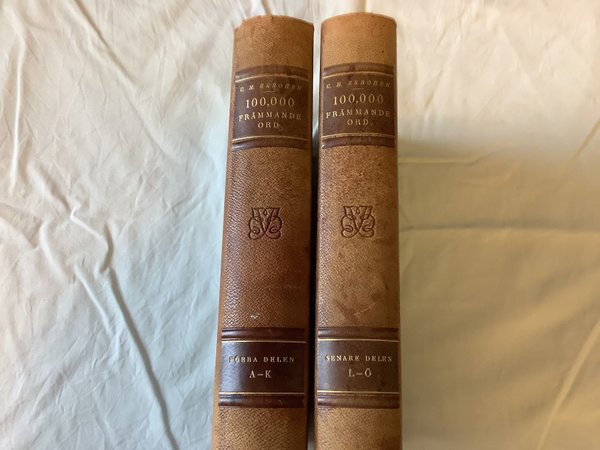 C. M. EKBOHRN
100,000
FRÄMMANDE
ORD
FÖRRA DELEN
A-K
C. M. EKBOHRN
100,000
FRÄMMANDE
ORD
SENARE DELEN
L-Ö